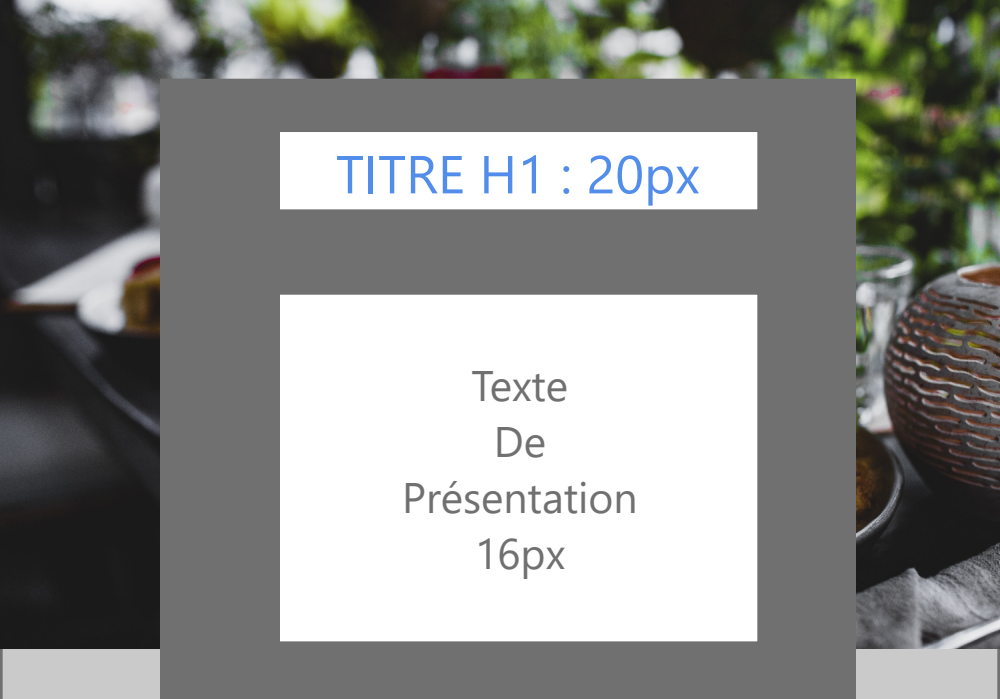 TITRE H1 : 20px
Texte
De
Présentation
16px